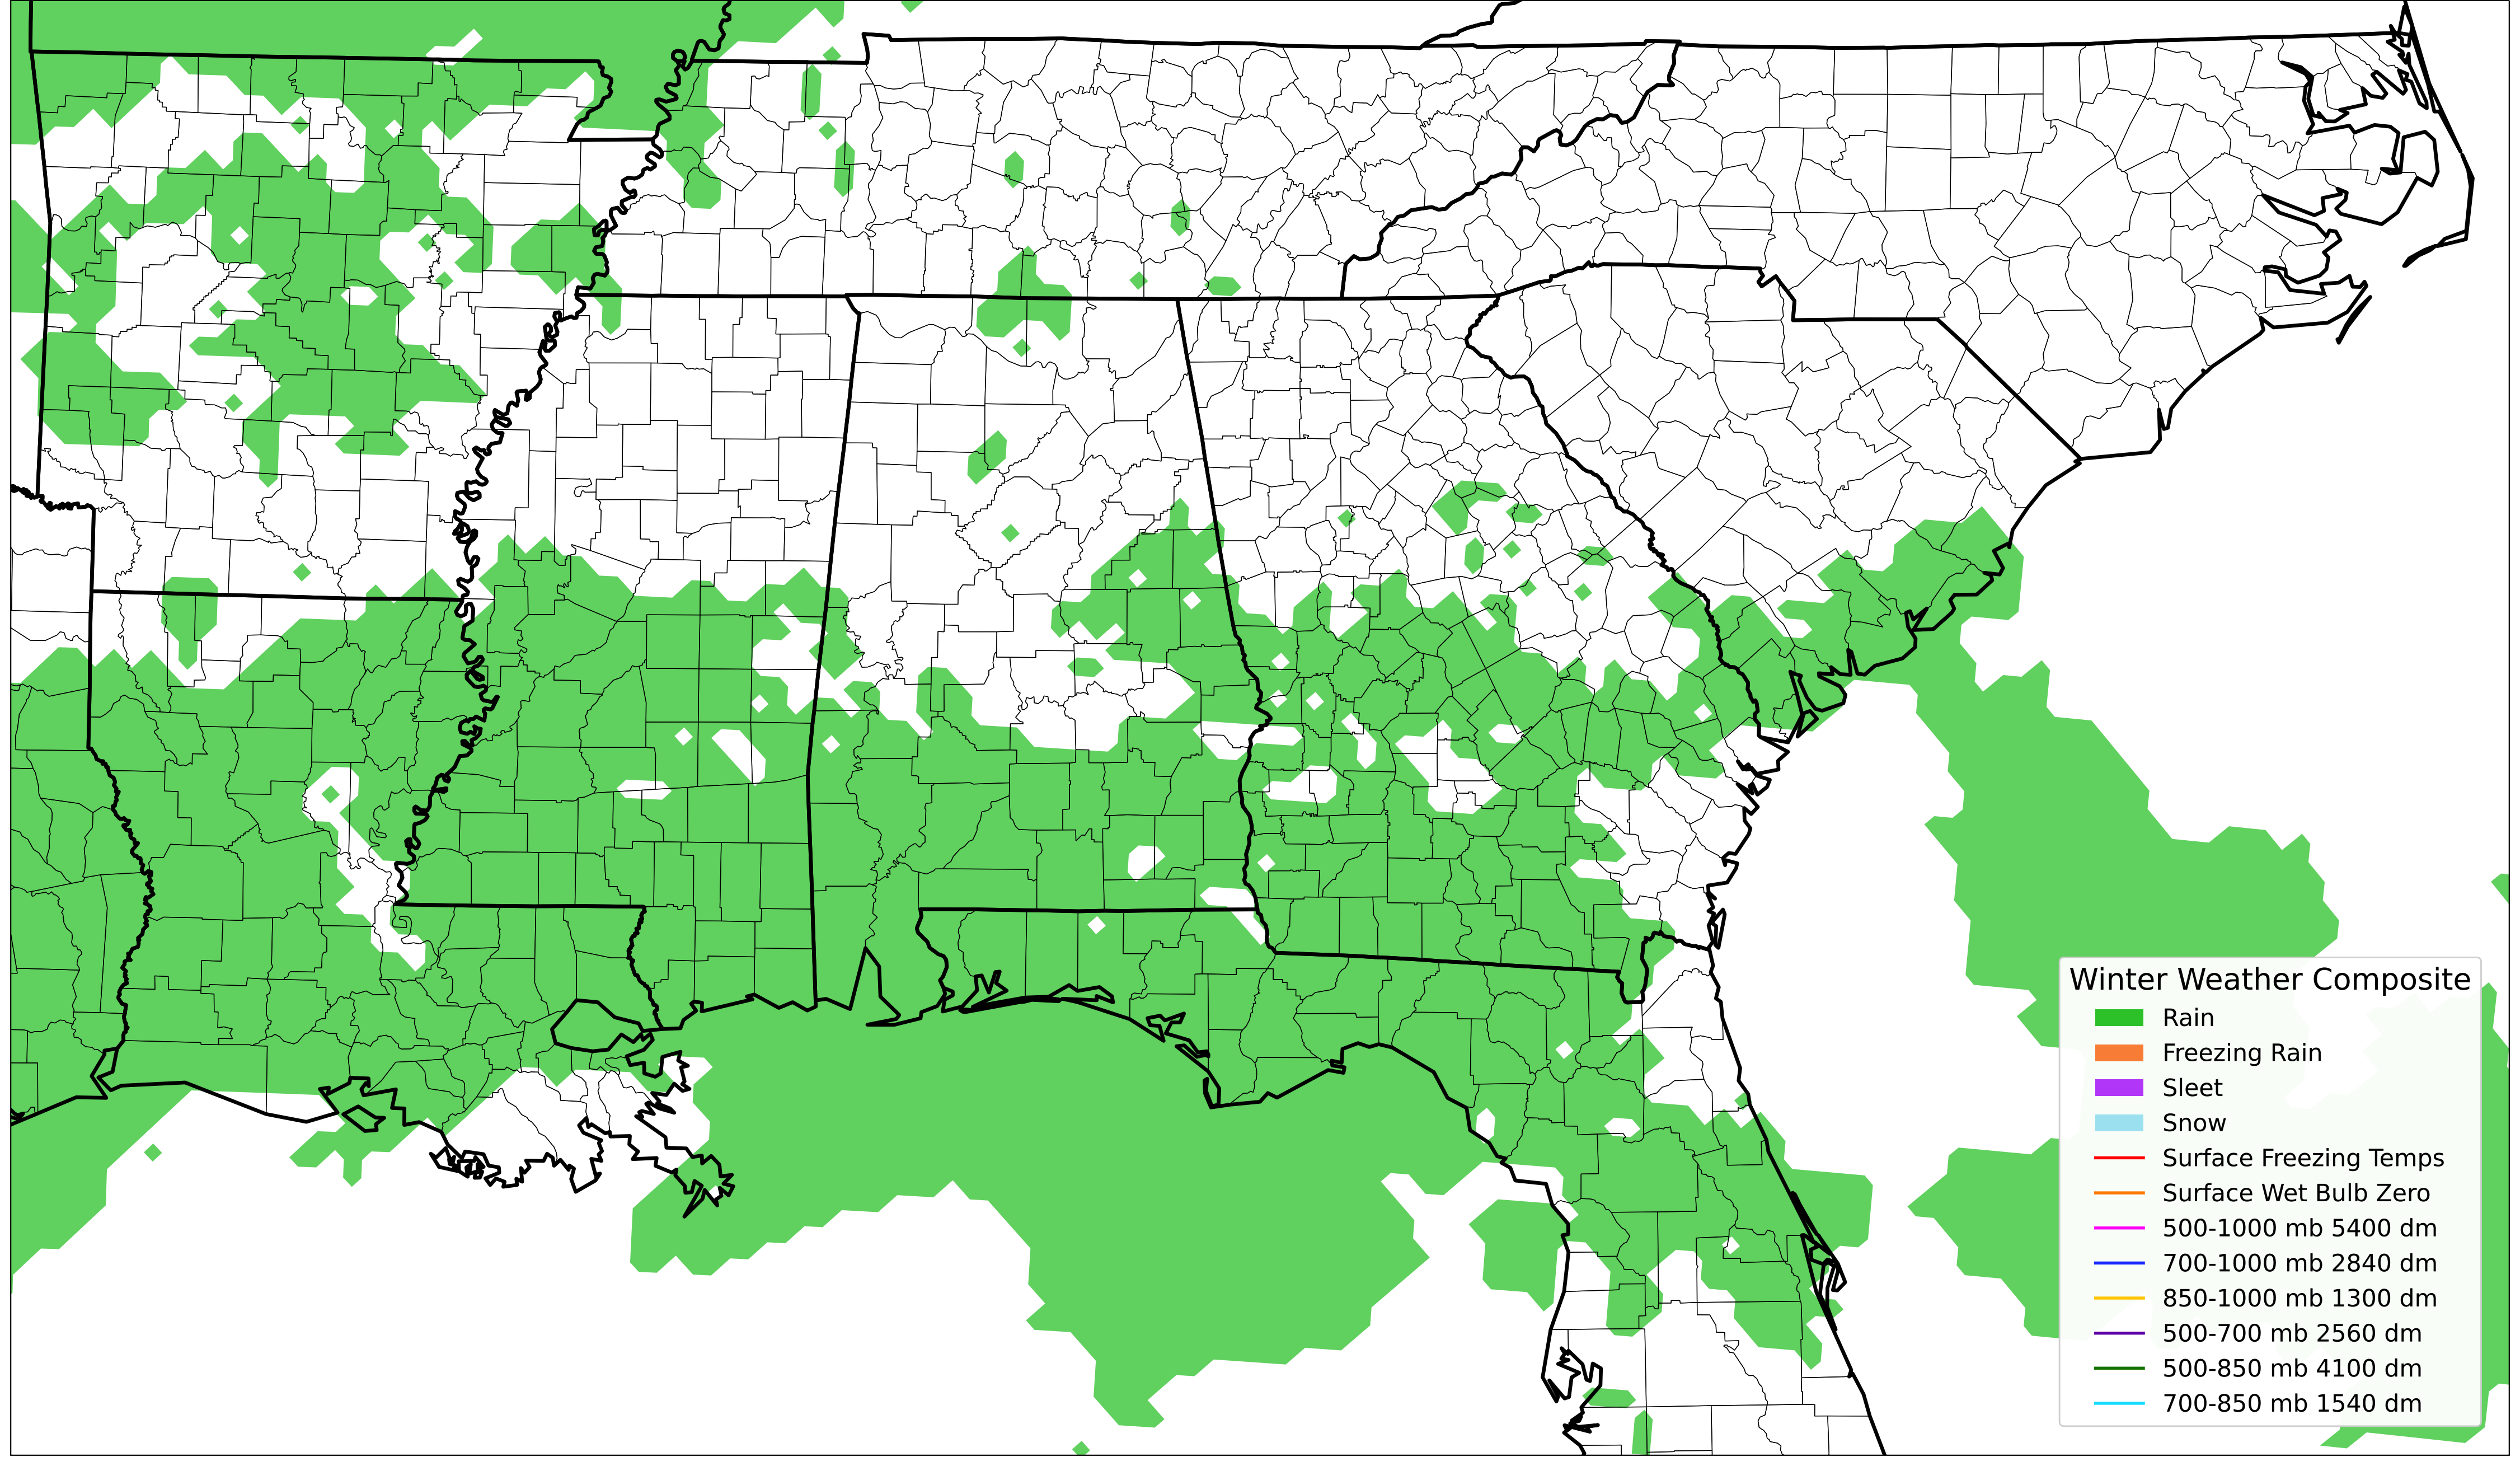 Winter Weather Composite
Rain
Freezing Rain
Sleet
Snow
Surface Freezing Temps
Surface Wet Bulb Zero
500-1000 mb 5400 dm
700-1000 mb 2840 dm
850-1000 mb 1300 dm
500-700 mb 2560 dm
500-850 mb 4100 dm
700-850 mb 1540 dm